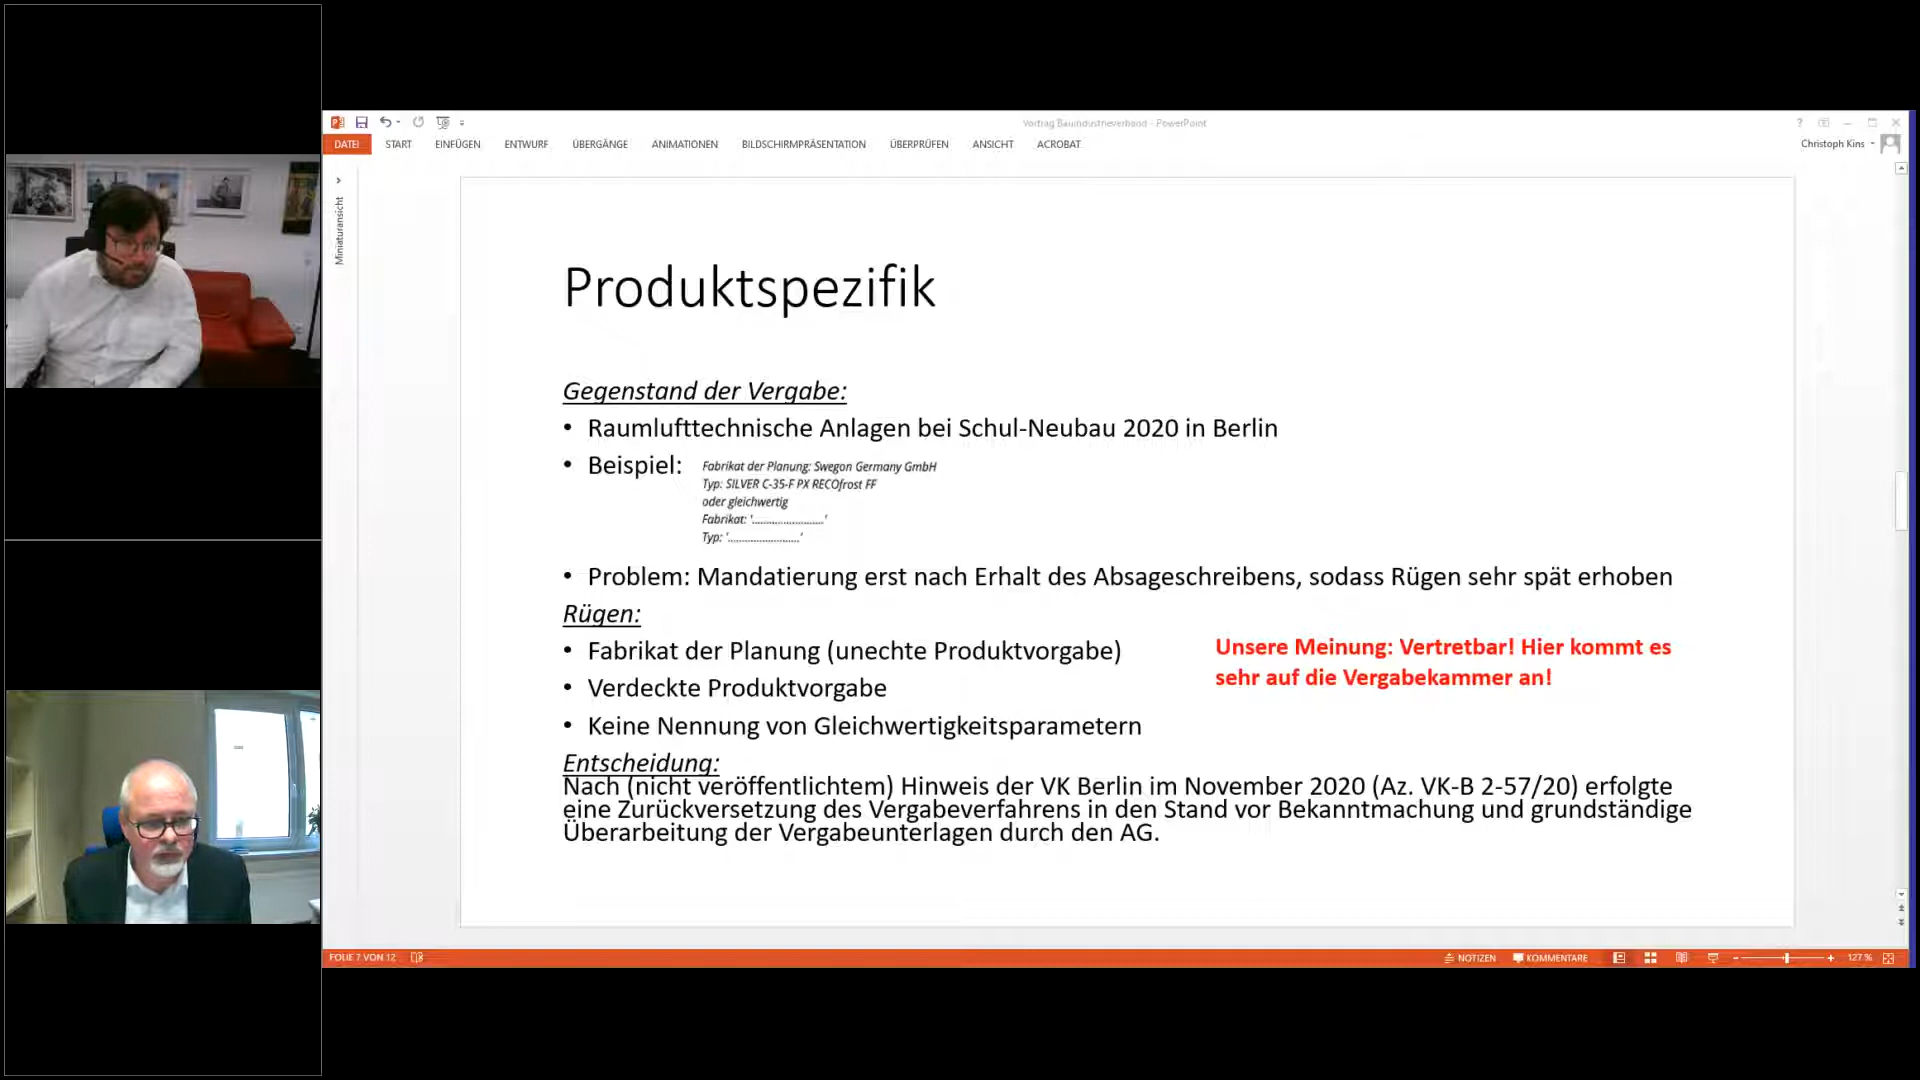 Vortrag Bauindustrieverband - PowerPoint
DATEI START EINFÜGEN ENTWURF ÜBERGÄNGE ANIMATIONEN BILDSCHIRMPRÄSENTATION ÜBERPRÜFEN ANSICHT ACROBAT Christoph Kins
Miniaturansicht
Produktspezifik
Gegenstand der Vergabe:
• Raumlufttechnische Anlagen bei Schul-Neubau 2020 in Berlin
• Beispiel:
Fabrikat der Planung: Swegon Germany GmbH
Typ: SILVER C-35-F PX RECOfrost FF
oder gleichwertig
Fabrikat: '........................'
Typ: '........................'
• Problem: Mandatierung erst nach Erhalt des Absageschreibens, sodass Rügen sehr spät erhoben
Rügen:
• Fabrikat der Planung (unechte Produktvorgabe)
• Verdeckte Produktvorgabe
• Keine Nennung von Gleichwertigkeitsparametern
Unsere Meinung: Vertretbar! Hier kommt es
sehr auf die Vergabekammer an!
Entscheidung:
Nach (nicht veröffentlichtem) Hinweis der VK Berlin im November 2020 (Az. VK-B 2-57/20) erfolgte
eine Zurückversetzung des Vergabeverfahrens in den Stand vor Bekanntmachung und grundständige
Überarbeitung der Vergabeunterlagen durch den AG.
FOLIE 7 VON 12 NOTIZEN KOMMENTARE 127 %